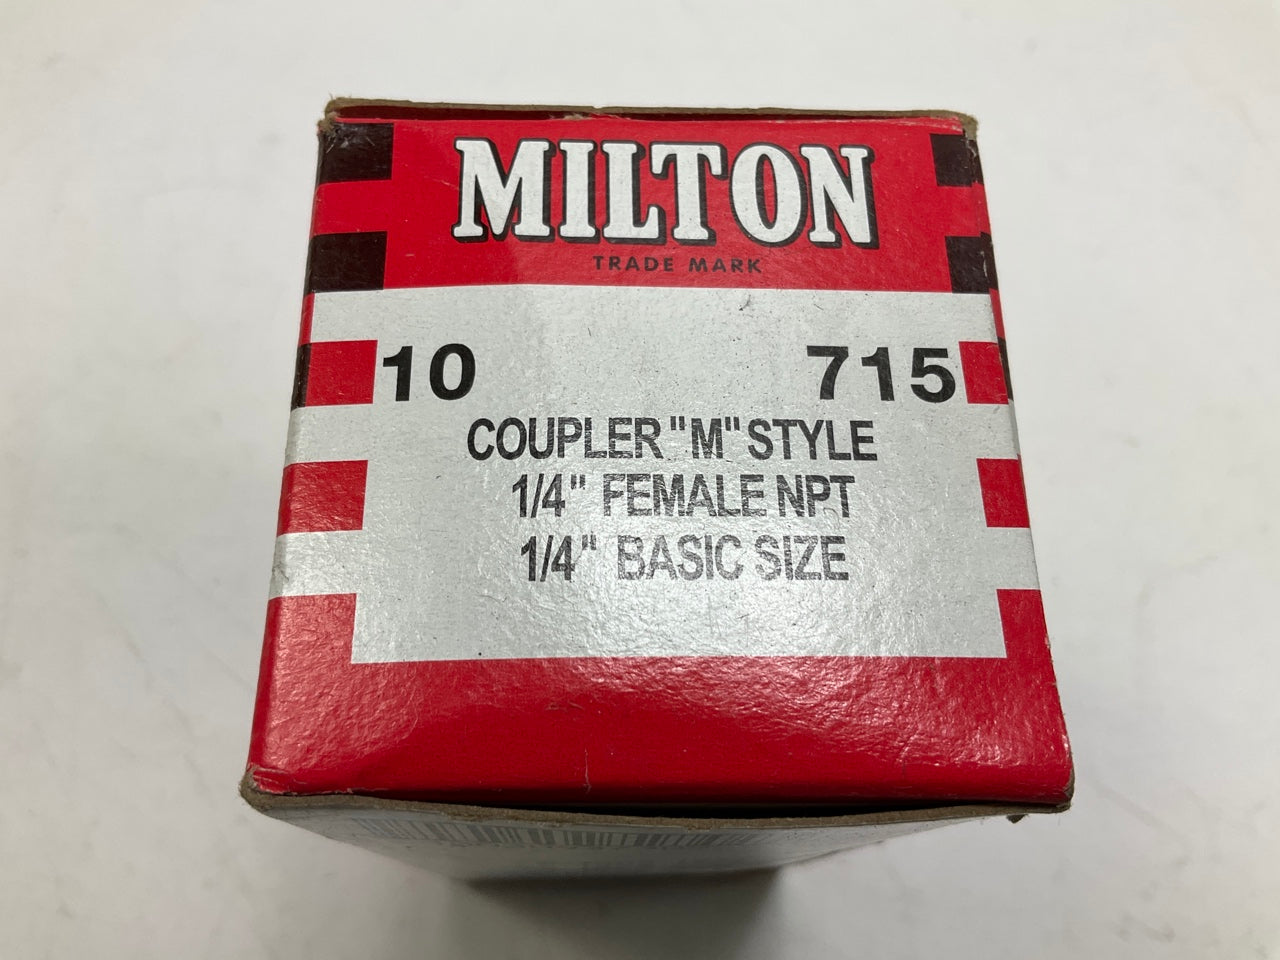 MILTON
TRADE MARK
10 715
COUPLER "M" STYLE
1/4" FEMALE NPT
1/4" BASIC SIZE